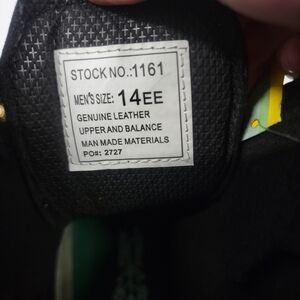 STOCK NO.:1161
MEN'S SIZE: 14EE
GENUINE LEATHER
UPPER AND BALANCE
MAN MADE MATERIALS
PO#: 2727